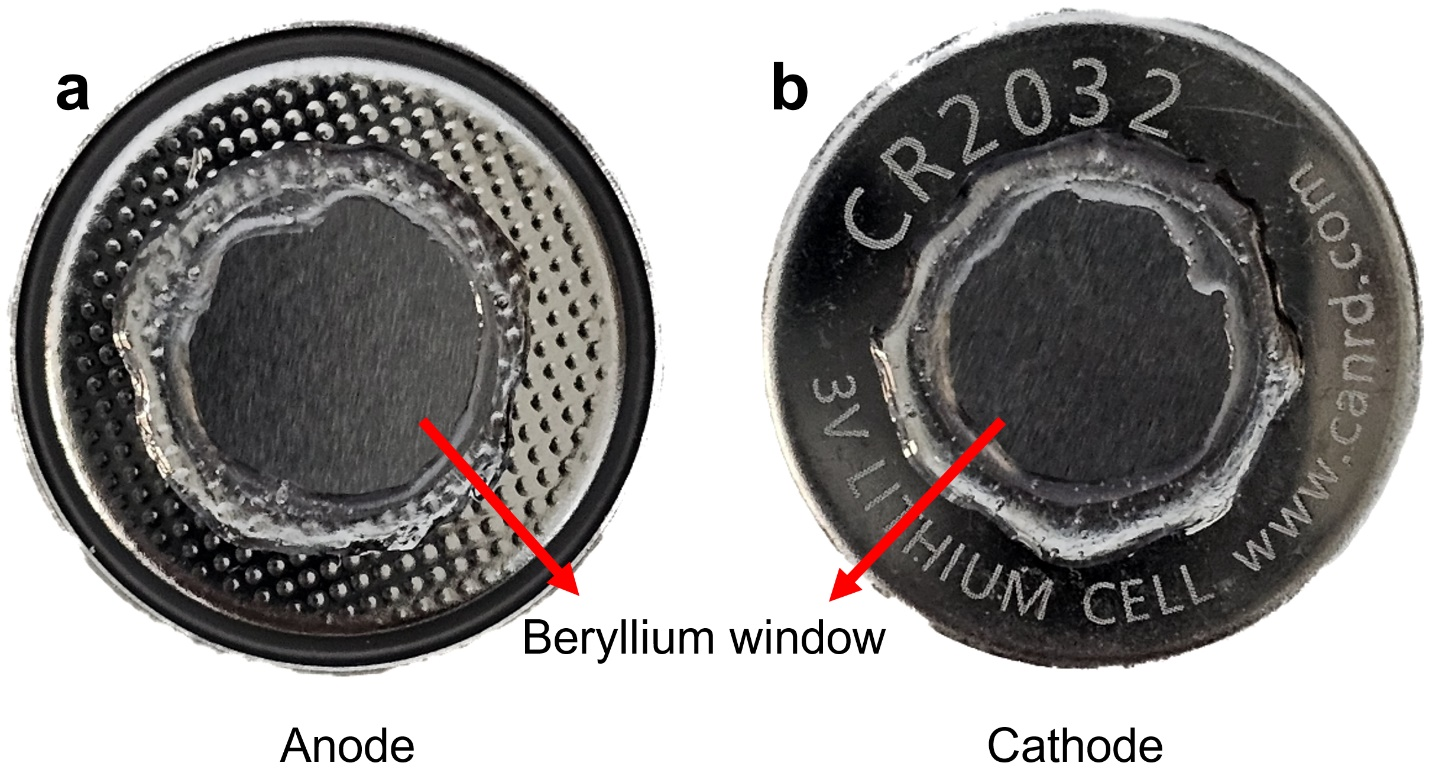 a
b
CR2032
3V LITHIUM CELL www.canrd.com
Beryllium window
Anode
Cathode